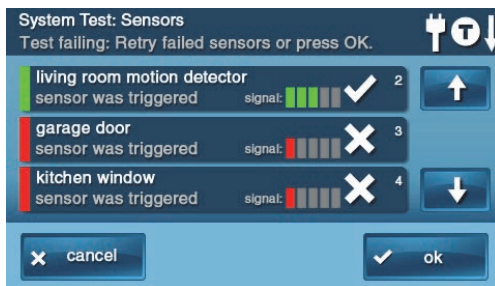 System Test: Sensors
Test failing: Retry failed sensors or press OK.
T
living room motion detector
sensor was triggered signal: 2
garage door
sensor was triggered signal: 3
kitchen window
sensor was triggered signal: 4
cancel
ok